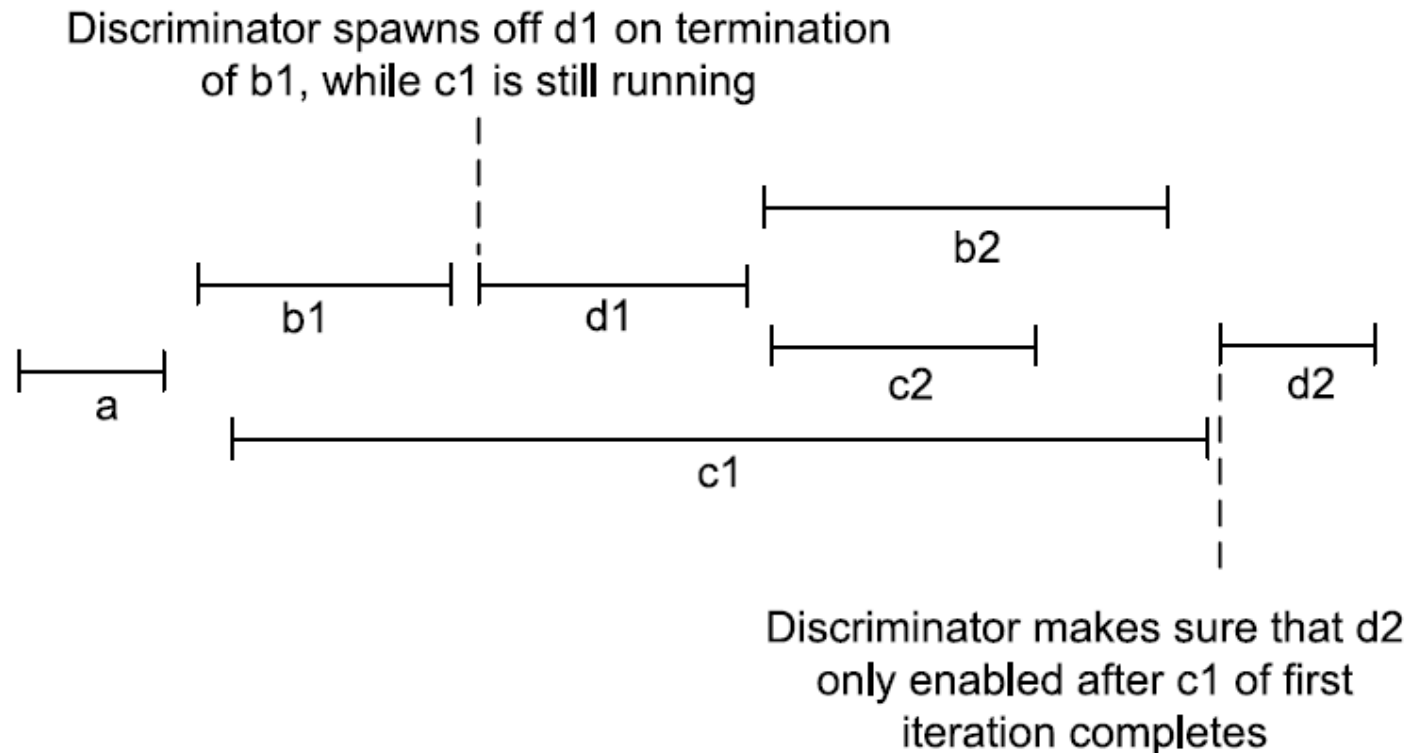 Discriminator spawns off d1 on termination
of b1, while c1 is still running
b2
b1
d1
c2
d2
a
c1
Discriminator makes sure that d2
only enabled after c1 of first
iteration completes